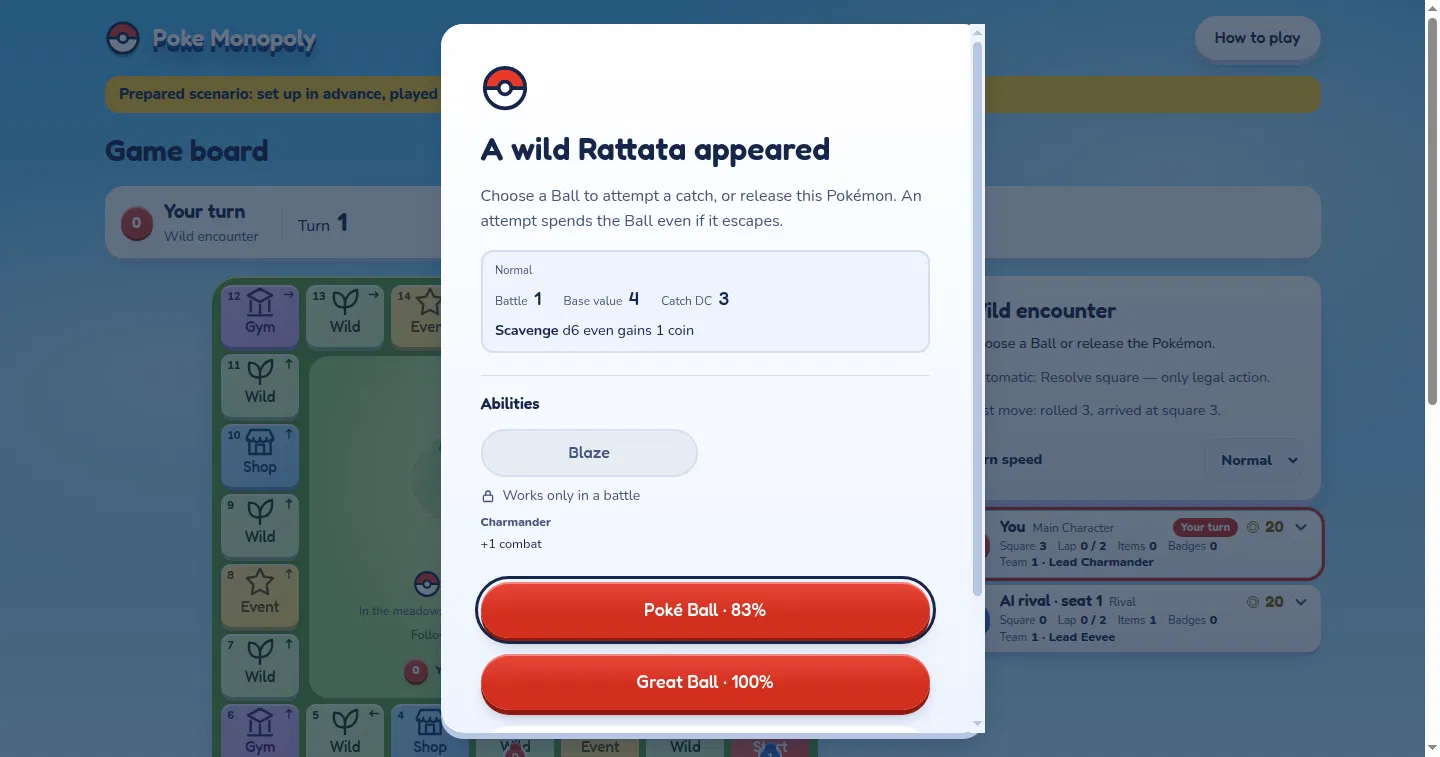 Poke Monopoly
How to play
Prepared scenario: set up in advance, played
Game board
0
Your turn
Wild encounter
Turn 1
A wild Rattata appeared
Choose a Ball to attempt a catch, or release this Pokémon. An
attempt spends the Ball even if it escapes.
Normal
Battle 1 Base value 4 Catch DC 3
Scavenge d6 even gains 1 coin
Abilities
Blaze
Works only in a battle
Charmander
+1 combat
Poké Ball · 83%
Great Ball · 100%
12 → Gym
13 → Wild
14
11 ↑ Wild
10 ↑ Shop
9 ↑ Wild
8 ↑ Event
7 ↑ Wild
6 ↑ Gym
5 ← Wild
4 Shop
Wild
Event
Wild
Start
in the meadow
0
encounter
a Ball or release the Pokémon.
Resolve square — only legal action.
move: rolled 3, arrived at square 3.
speed
Normal
You Main Character Your turn 20
Square 3 Lap 0 / 2 Items 0 Badges 0
Team 1 · Lead Charmander
AI rival · seat 1 Rival 20
Square 0 Lap 0 / 2 Items 1 Badges 0
Team 1 · Lead Eevee